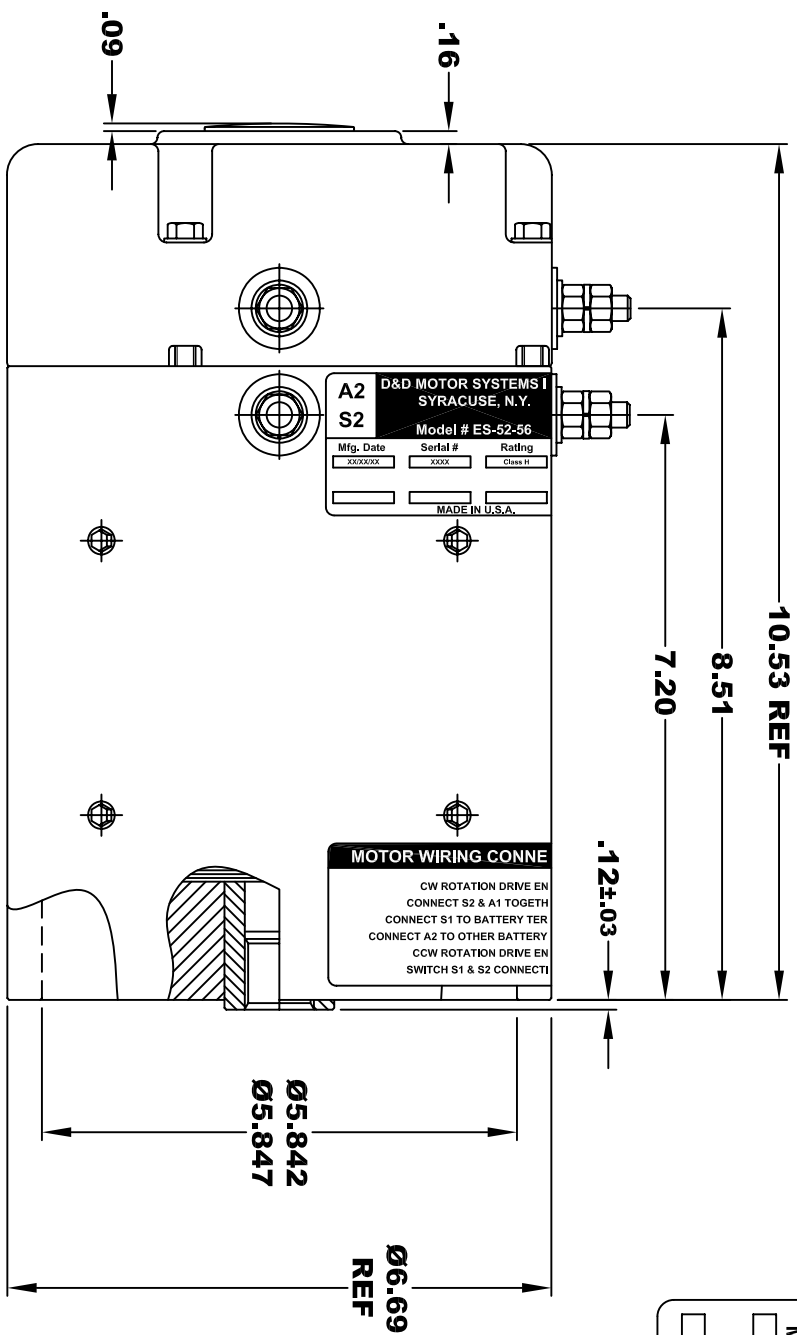 .09
.16
10.53 REF
8.51
7.20
.12±.03
A2
S2
D&D MOTOR SYSTEMS I
SYRACUSE, N.Y.
Model # ES-52-56
Mfg. Date Serial # Rating
XX/XX/XX XXXX Class H
MADE IN U.S.A.
MOTOR WIRING CONNE
CW ROTATION DRIVE EN
CONNECT S2 & A1 TOGETH
CONNECT S1 TO BATTERY TER
CONNECT A2 TO OTHER BATTERY
CCW ROTATION DRIVE EN
SWITCH S1 & S2 CONNECTI
Ø5.842
Ø5.847
Ø6.69
REF